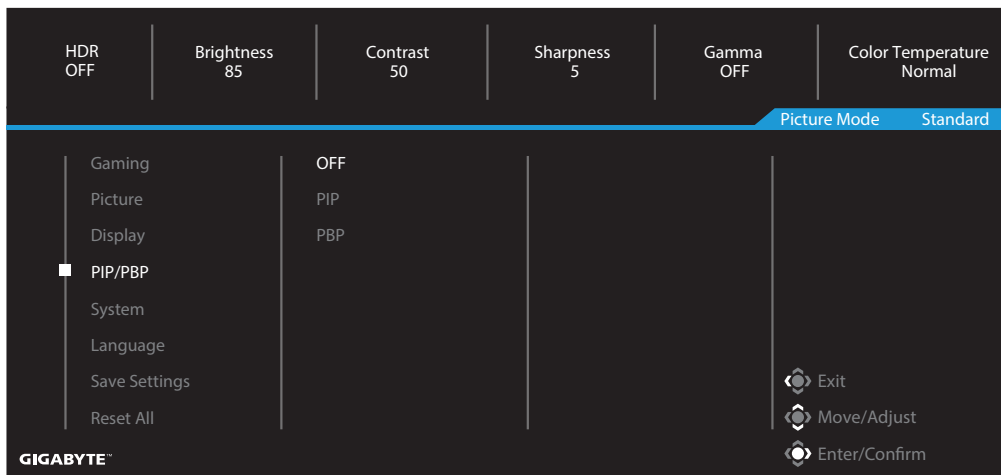 HDR
OFF
Brightness
85
Contrast
50
Sharpness
5
Gamma
OFF
Color Temperature
Normal
Picture Mode Standard
Gaming
Picture
Display
PIP/PBP
System
Language
Save Settings
Reset All
OFF
PIP
PBP
Exit
Move/Adjust
Enter/Confirm
GIGABYTE™